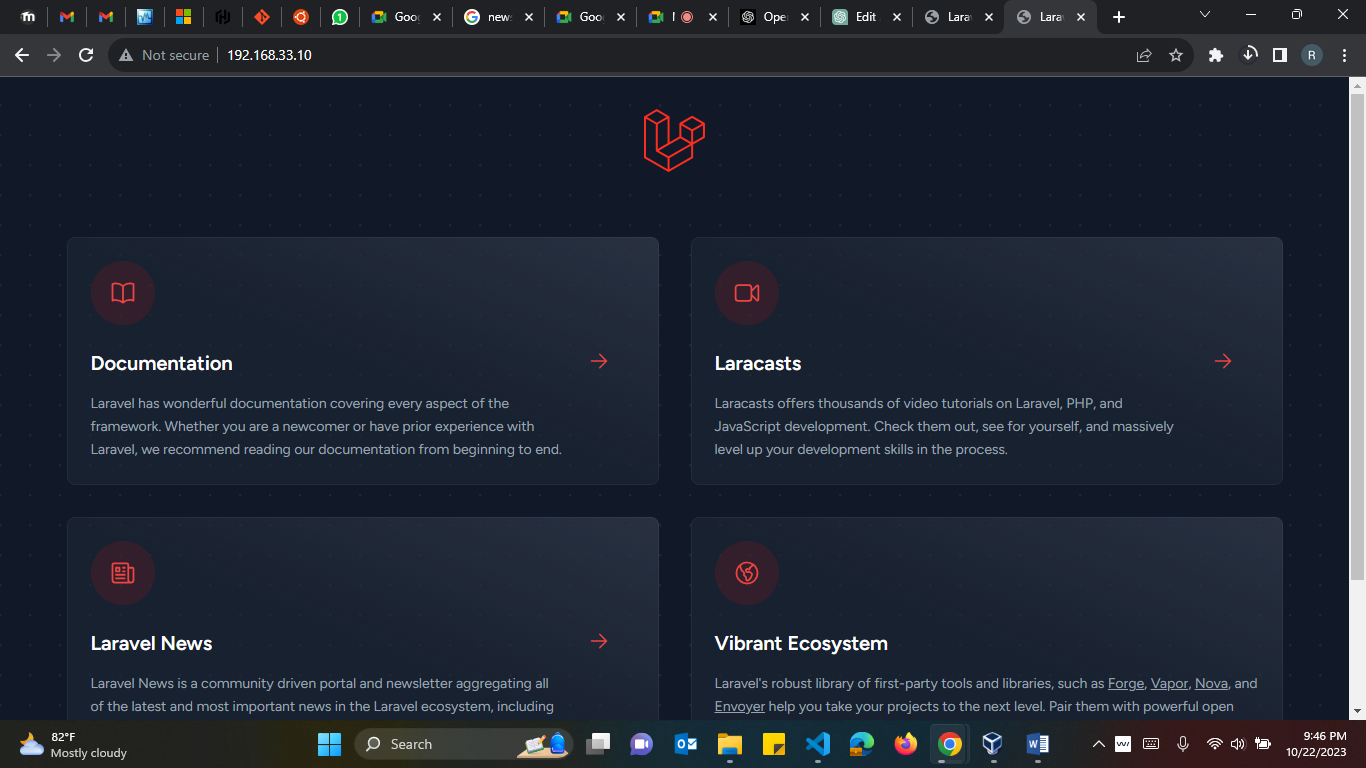 Goog
new
Goo
Ope
Edit
Lara
Lara
Not secure
192.168.33.10
R
Documentation
Laravel has wonderful documentation covering every aspect of the
framework. Whether you are a newcomer or have prior experience with
Laravel, we recommend reading our documentation from beginning to end.
Laracasts
Laracasts offers thousands of video tutorials on Laravel, PHP, and
JavaScript development. Check them out, see for yourself, and massively
level up your development skills in the process.
Laravel News
Laravel News is a community driven portal and newsletter aggregating all
of the latest and most important news in the Laravel ecosystem, including
Vibrant Ecosystem
Laravel's robust library of first-party tools and libraries, such as Forge, Vapor, Nova, and
Envoyer help you take your projects to the next level. Pair them with powerful open
82°F
Mostly cloudy
Search
9:46 PM
10/22/2023